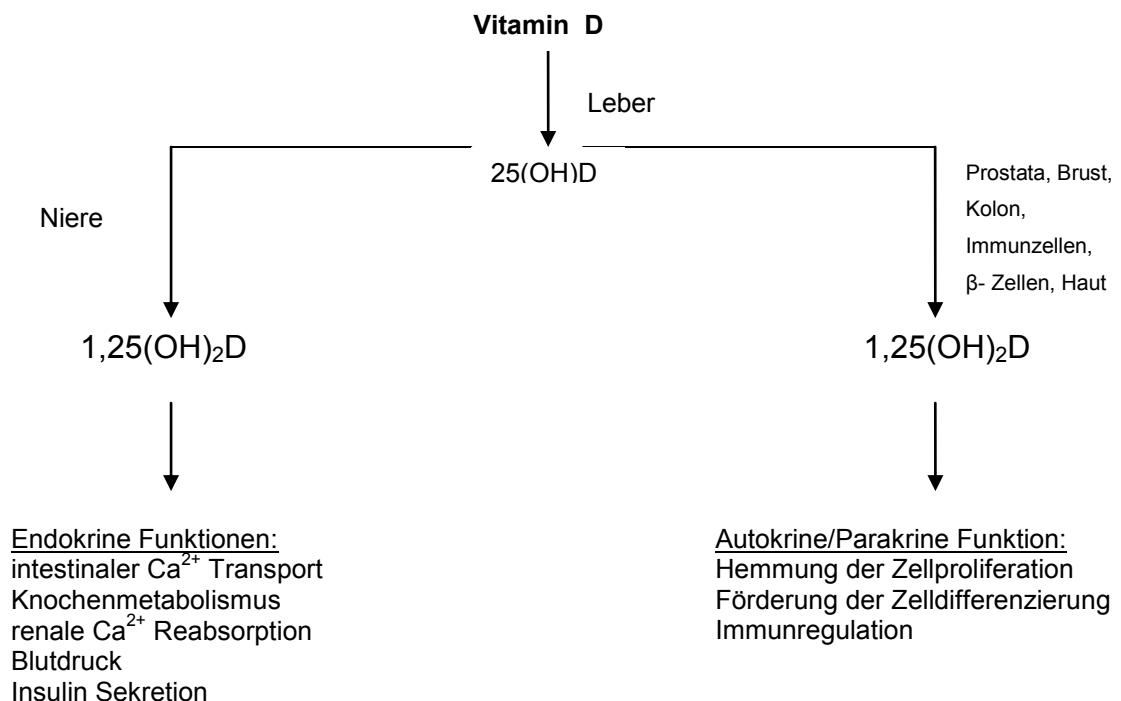 Vitamin D
Leber
25(OH)D
Niere
Prostata, Brust,
Kolon,
Immunzellen,
β- Zellen, Haut
1,25(OH)₂D
1,25(OH)₂D
Endokrine Funktionen:
intestinaler Ca²⁺ Transport
Knochenmetabolismus
renale Ca²⁺ Reabsorption
Blutdruck
Insulin Sekretion
Autokrine/Parakrine Funktion:
Hemmung der Zellproliferation
Förderung der Zelldifferenzierung
Immunregulation